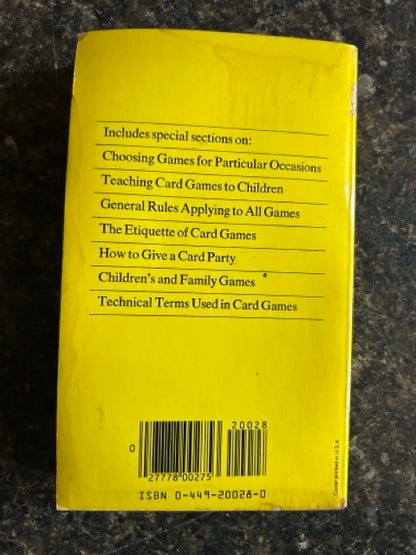 Includes special sections on:
Choosing Games for Particular Occasions
Teaching Card Games to Children
General Rules Applying to All Games
The Etiquette of Card Games
How to Give a Card Party
Children's and Family Games
Technical Terms Used in Card Games
20028
0
27778 00275
ISBN 0-449-20028-0
Cover printed in U.S.A.